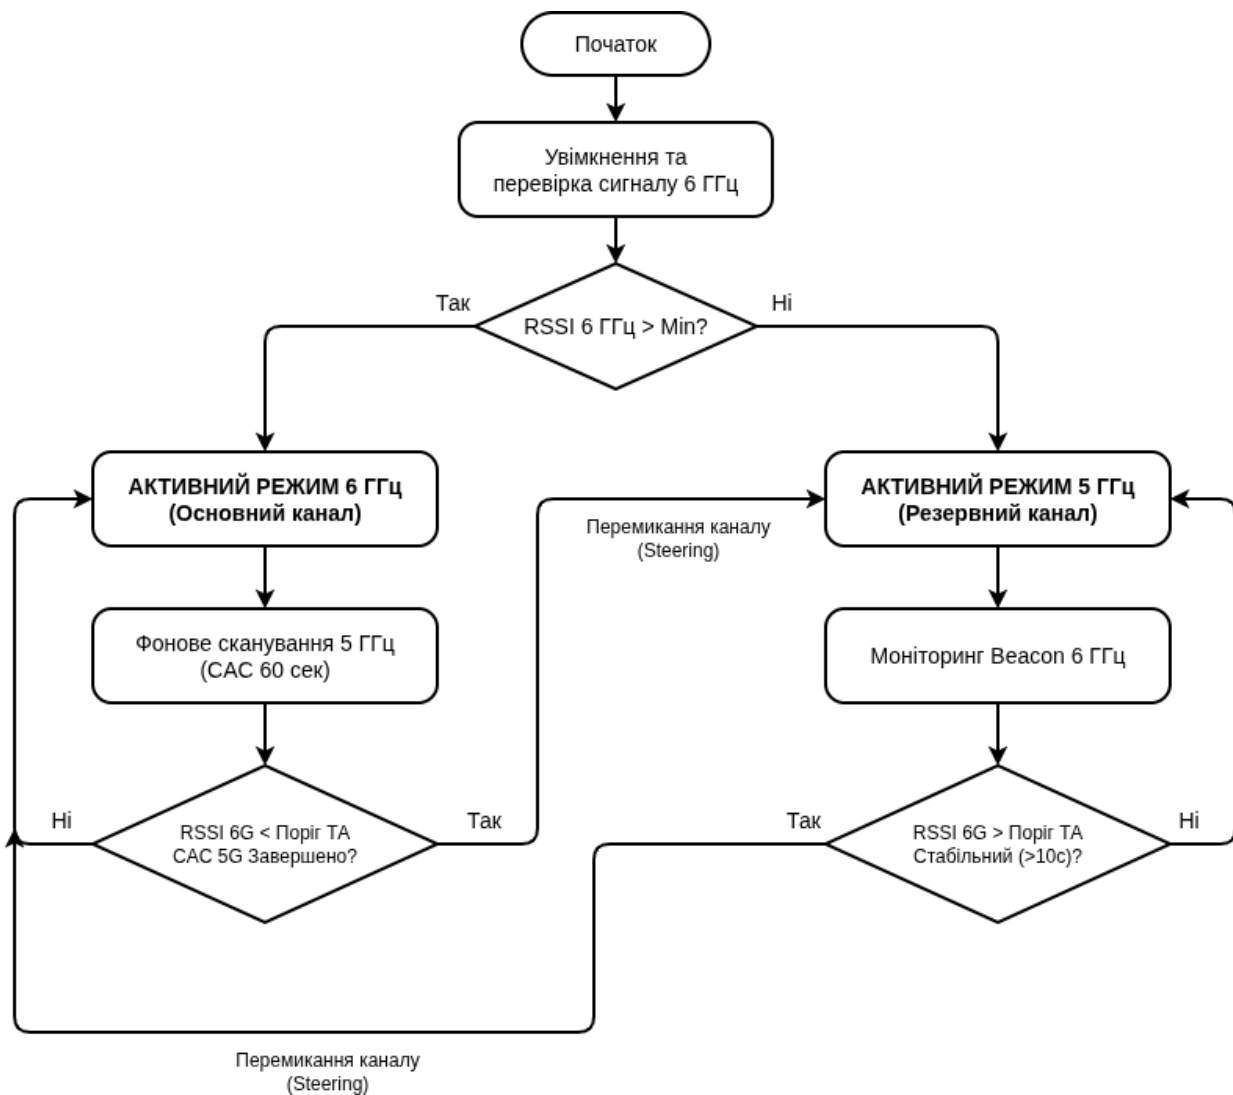 Початок
Увімкнення та
перевірка сигналу 6 ГГц
Так
Ні
RSSI 6 ГГц > Min?
АКТИВНИЙ РЕЖИМ 6 ГГц
(Основний канал)
АКТИВНИЙ РЕЖИМ 5 ГГц
(Резервний канал)
Перемикання каналу
(Steering)
Фонове сканування 5 ГГц
(CAC 60 сек)
Моніторинг Beacon 6 ГГц
Ні
RSSI 6G < Поріг ТА
CAC 5G Завершено?
Так
Так
RSSI 6G > Поріг ТА
Стабільний (>10с)?
Ні
Перемикання каналу
(Steering)